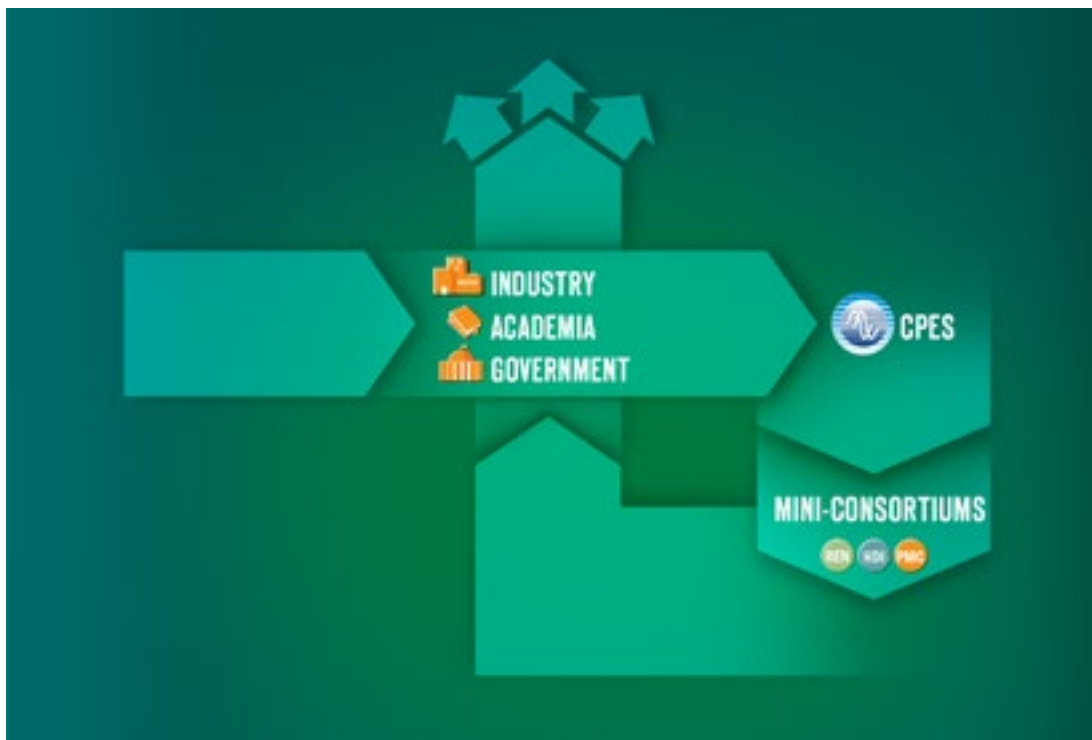 INDUSTRY
ACADEMIA
GOVERNMENT
CPES
MINI-CONSORTIUMS
REN HDI PMC